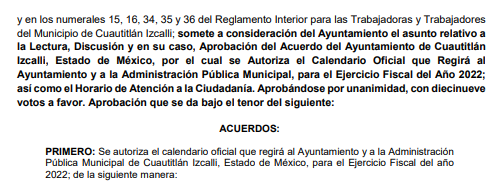 y en los numerales 15, 16, 34, 35 y 36 del Reglamento Interior para las Trabajadoras y Trabajadores
del Municipio de Cuautitlán Izcalli; somete a consideración del Ayuntamiento el asunto relativo a
la Lectura, Discusión y en su caso, Aprobación del Acuerdo del Ayuntamiento de Cuautitlán
Izcalli, Estado de México, por el cual se Autoriza el Calendario Oficial que Regirá al
Ayuntamiento y a la Administración Pública Municipal, para el Ejercicio Fiscal del Año 2022;
así como el Horario de Atención a la Ciudadanía. Aprobándose por unanimidad, con diecinueve
votos a favor. Aprobación que se da bajo el tenor del siguiente:
ACUERDOS:
PRIMERO: Se autoriza el calendario oficial que regirá al Ayuntamiento y a la Administración
Pública Municipal de Cuautitlán Izcalli, Estado de México, para el Ejercicio Fiscal del año
2022; de la siguiente manera: